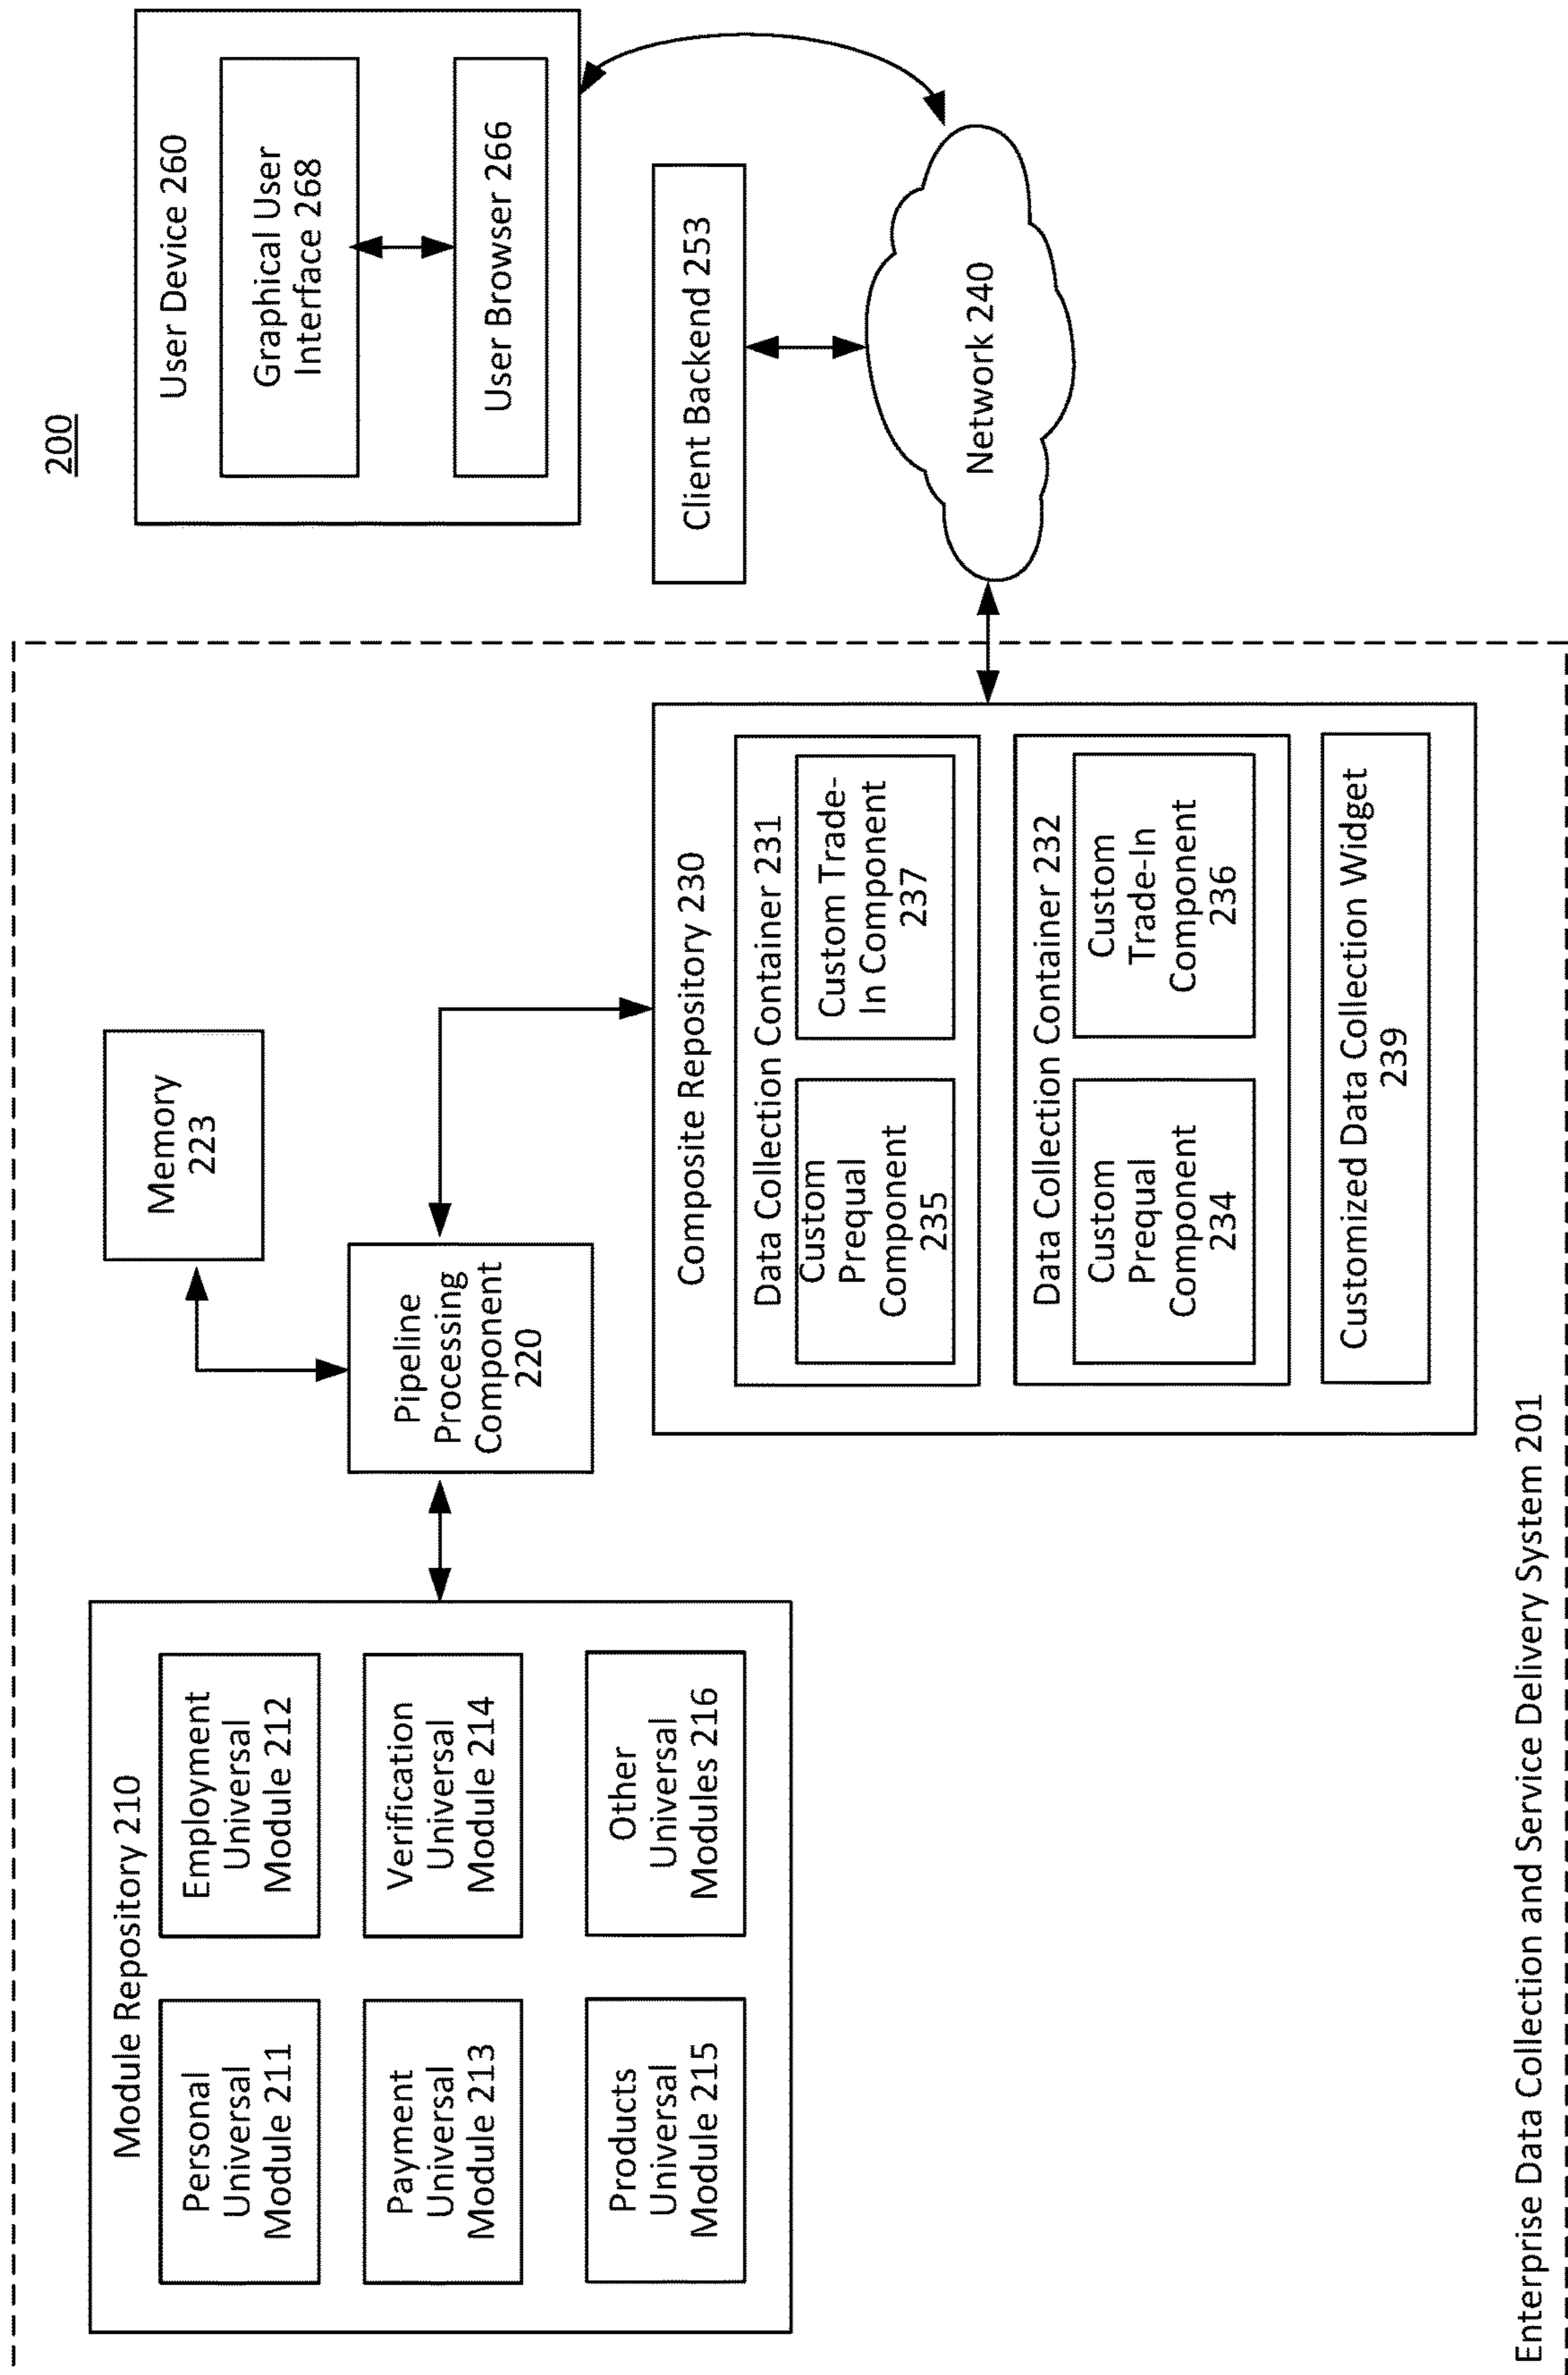 200
Module Repository 210
Personal
Universal
Module 211
Employment
Universal
Module 212
Payment
Universal
Module 213
Verification
Universal
Module 214
Products
Universal
Module 215
Other
Universal
Modules 216
Memory
223
Pipeline
Processing
Component
220
Composite Repository 230
Data Collection Container 231
Custom
Prequal
Component
235
Custom Trade-
In Component
237
Data Collection Container 232
Custom
Prequal
Component
234
Custom
Trade-In
Component
236
Customized Data Collection Widget
239
User Device 260
Graphical User
Interface 268
User Browser 266
Client Backend 253
Network 240
Enterprise Data Collection and Service Delivery System 201